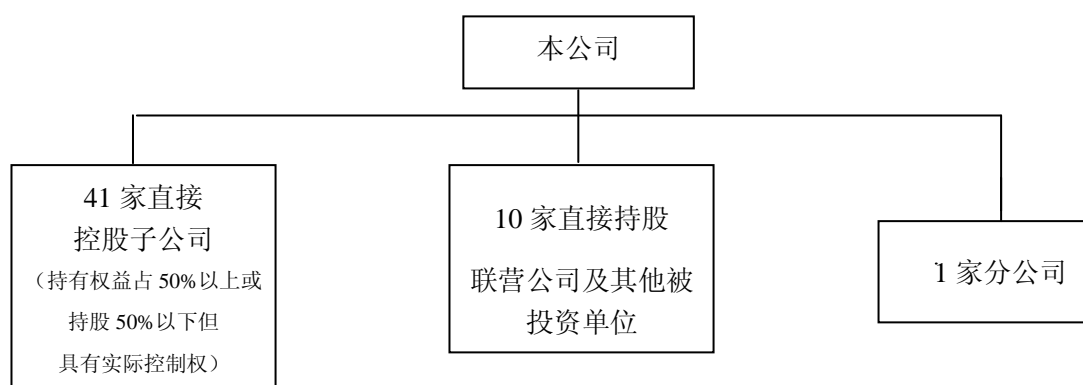 本公司
41 家直接
控股子公司
（持有权益占 50%以上或
持股 50%以下但
具有实际控制权）
10 家直接持股
联营公司及其他被
投资单位
1 家分公司